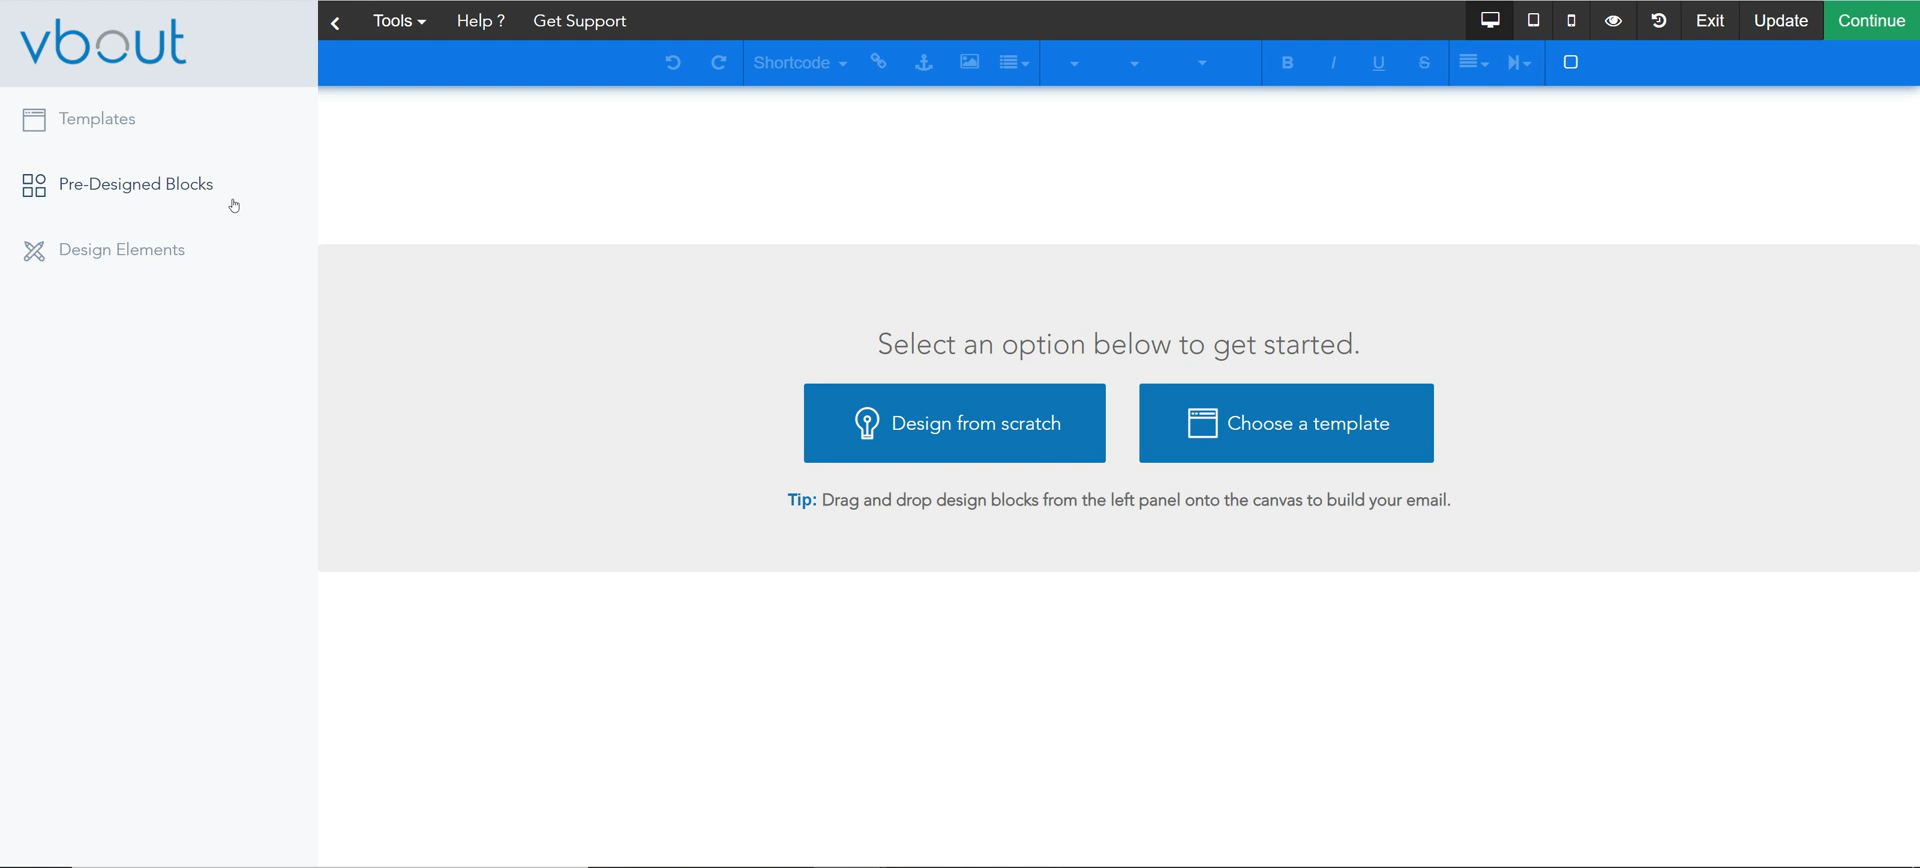 vbout
Tools Help ? Get Support Exit Update Continue
Shortcode B I U S
Templates
Pre-Designed Blocks
Design Elements
Select an option below to get started.
Design from scratch Choose a template
Tip: Drag and drop design blocks from the left panel onto the canvas to build your email.